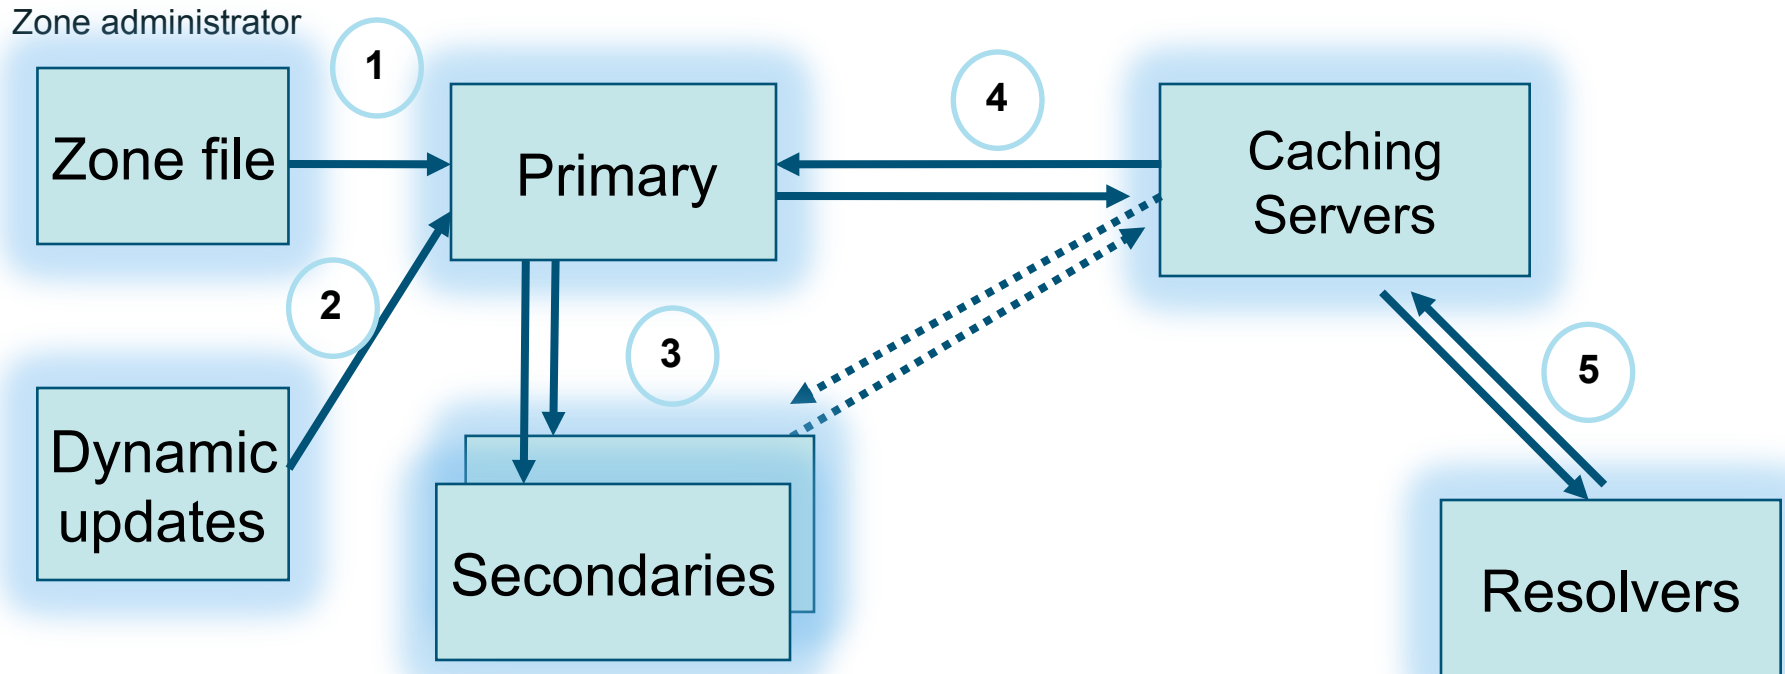 Zone administrator
1
Zone file
Primary
4
Caching
Servers
2
3
5
Dynamic
updates
Secondaries
Resolvers